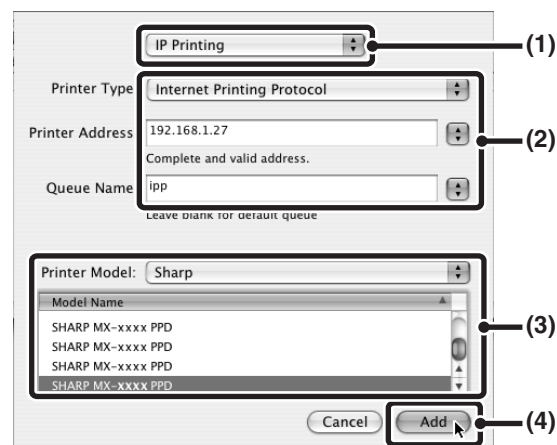 IP Printing
(1)
Printer Type
Internet Printing Protocol
Printer Address
192.168.1.27
(2)
Complete and valid address.
Queue Name
ipp
Leave blank for default queue
Printer Model:
Sharp
Model Name
SHARP MX-xxxx PPD
SHARP MX-xxxx PPD
(3)
SHARP MX-xxxx PPD
SHARP MX-xxxx PPD
Cancel
Add
(4)